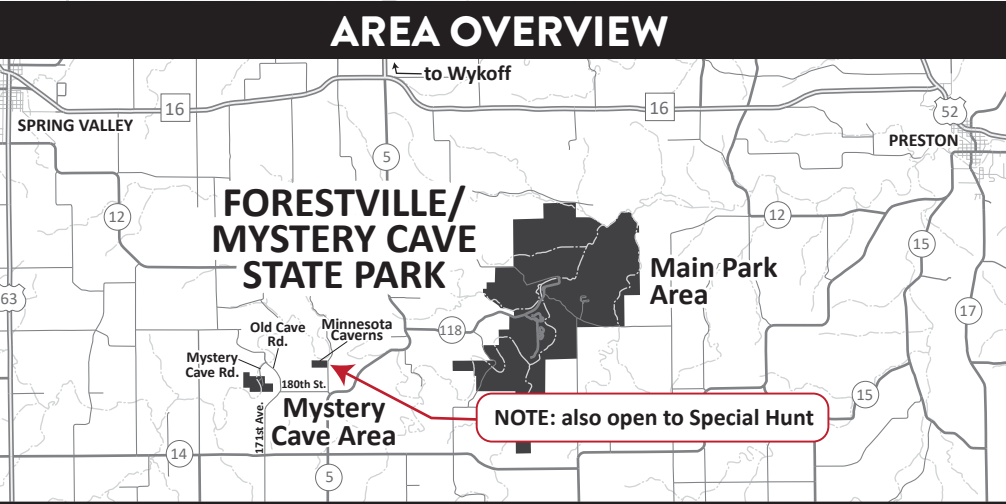 AREA OVERVIEW
to Wykoff
16
16
52
SPRING VALLEY
PRESTON
5
FORESTVILLE/
MYSTERY CAVE
STATE PARK
12
12
15
Main Park
Area
63
17
118
Old Cave
Rd.
Minnesota
Caverns
Mystery
Cave Rd.
180th St.
171st Ave.
Mystery
Cave Area
NOTE: also open to Special Hunt
15
14
5